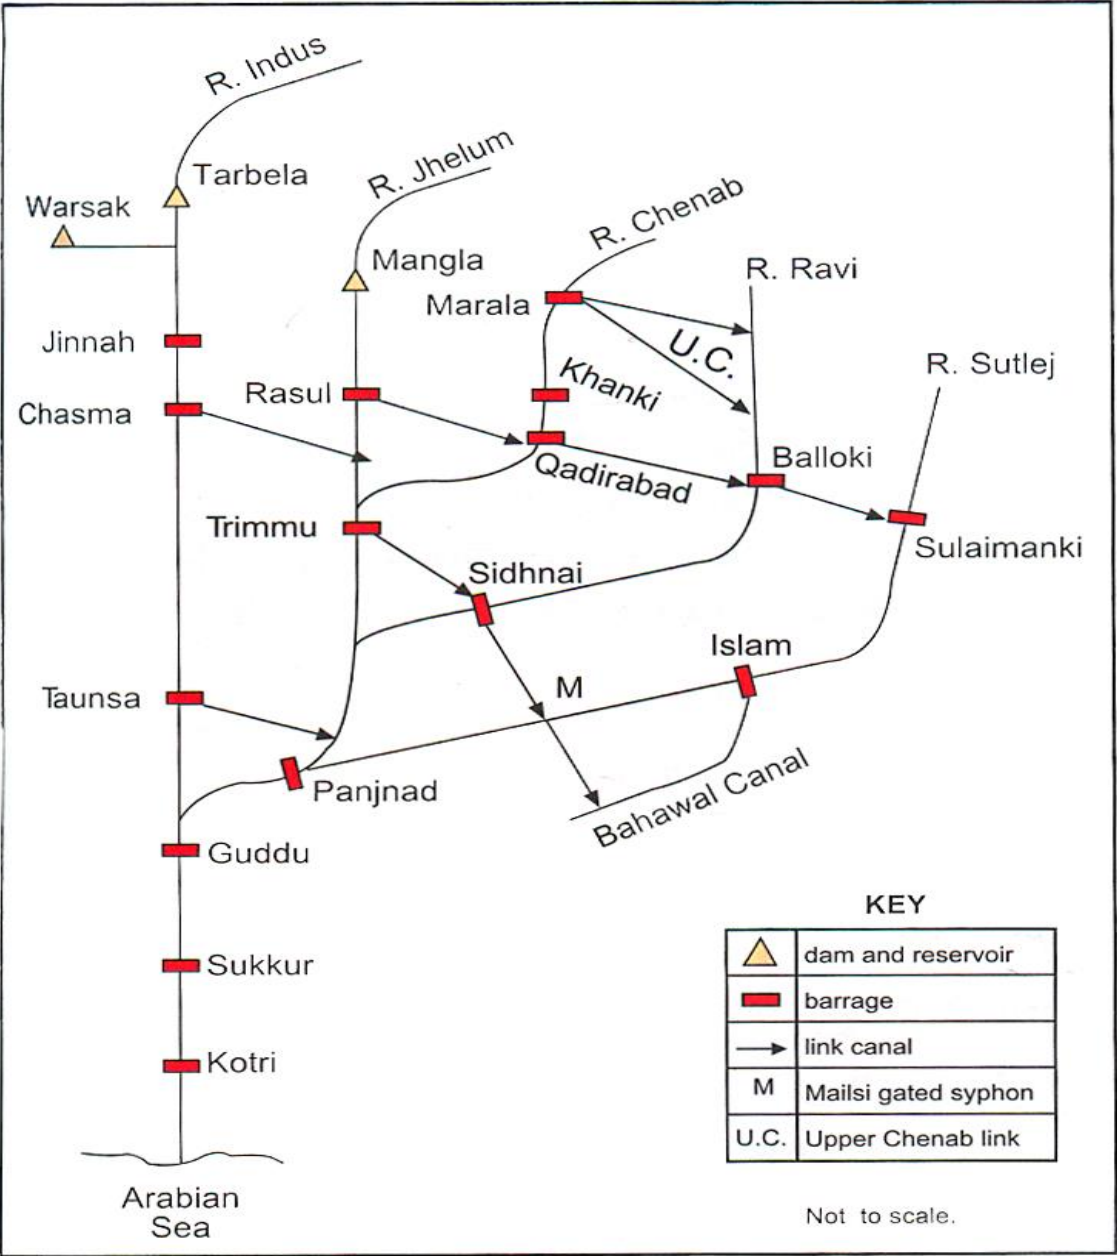 R. Indus
Tarbela
R. Jhelum
Warsak
R. Chenab
Mangla
R. Ravi
Marala
Jinnah
U.C.
R. Sutlej
Rasul
Khanki
Chasma
Qadirabad
Balloki
Trimmu
Sulaimanki
Sidhnai
Islam
Taunsa
M
Panjnad
Bahawal Canal
Guddu
KEY
dam and reservoir
Sukkur
barrage
link canal
Kotri
M Mailsi gated syphon
U.C. Upper Chenab link
Arabian
Sea
Not to scale.